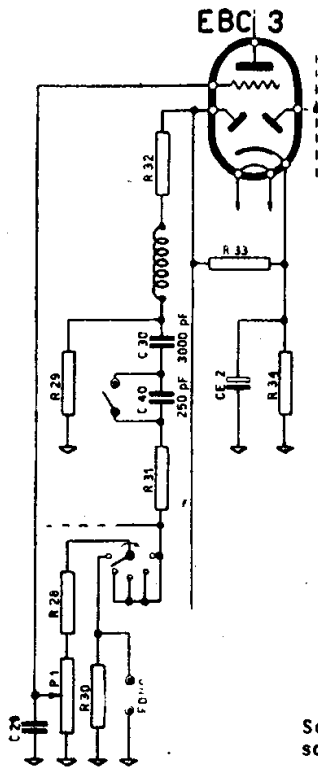 EBC 3
R 32
R 33
C 30
3000 pF
R 29
C 40
250 pF
CE 2
R 34
R 31
R 28
P 1
R 30
C 29